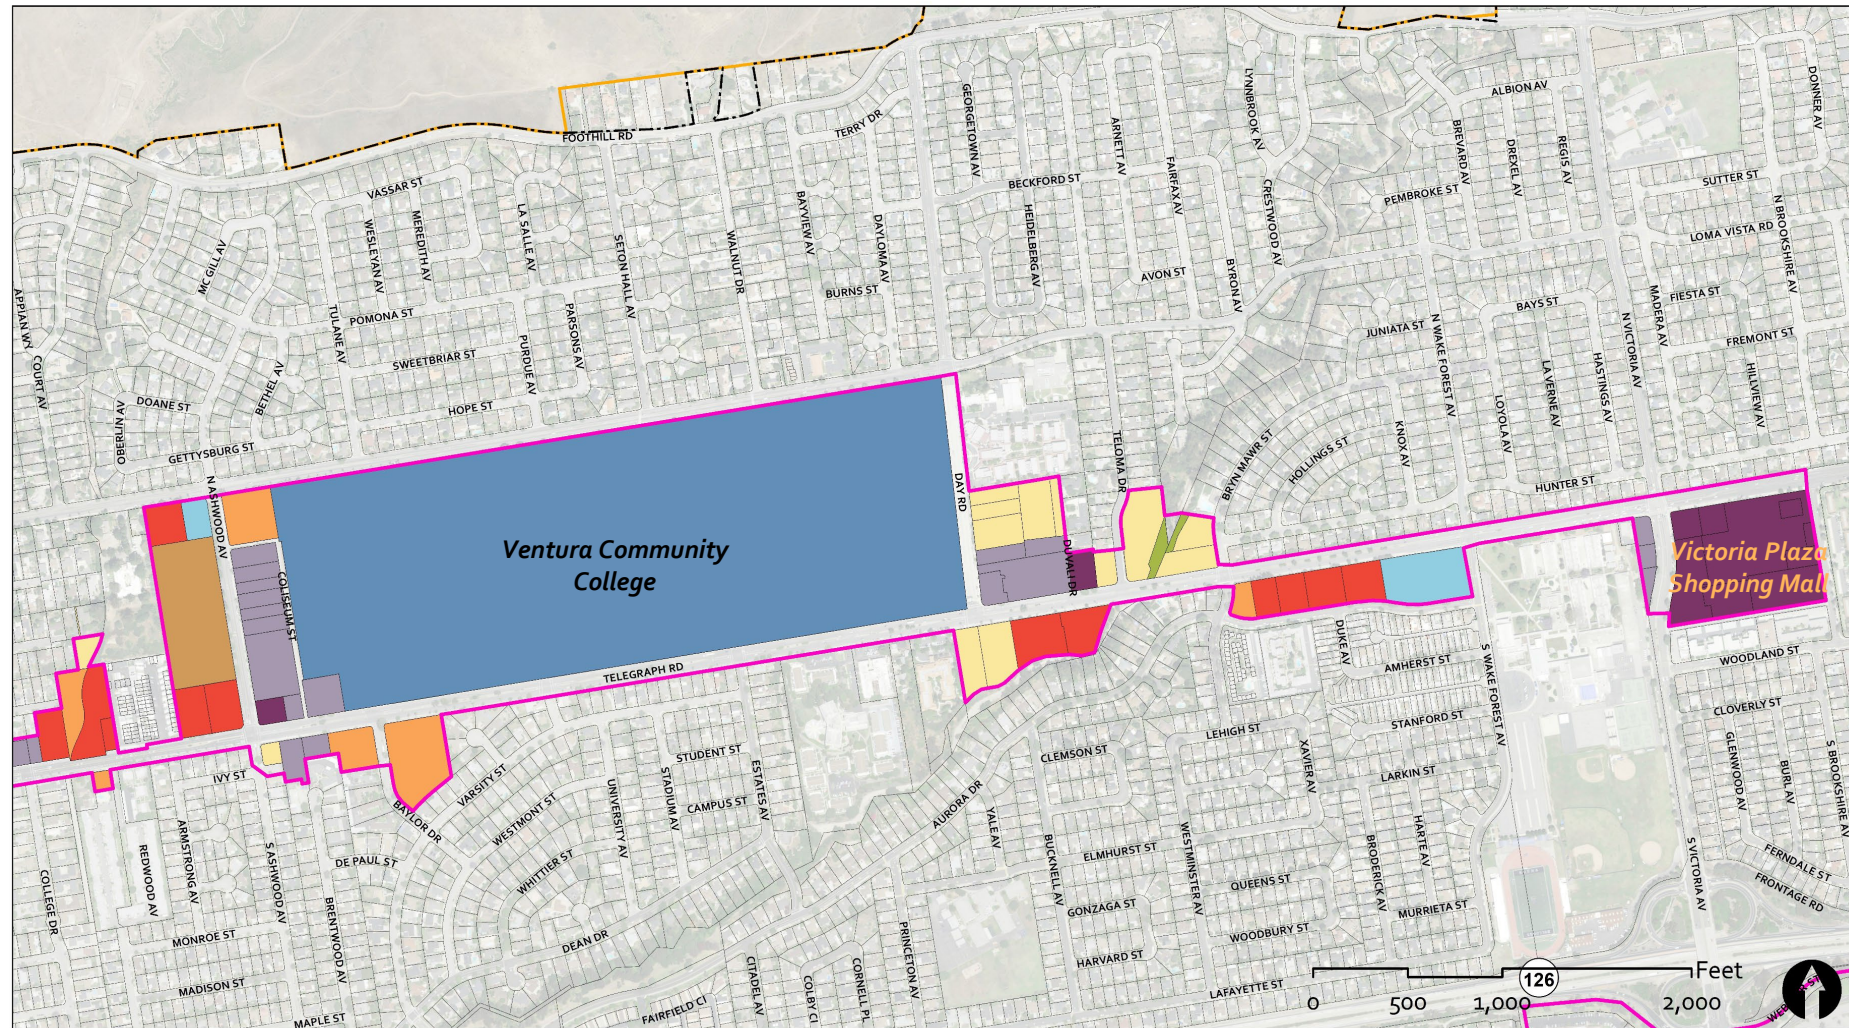 ALBION AV
DONNER AV
LYNNBROOK AV
GEORGETOWN AV
TERRY DR
FOOTHILL RD
ARNETT AV
BREVARD AV
DREXEL AV
REGIS AV
FAIRFAX AV
BECKFORD ST
VASSAR ST
SUTTER ST
PEMBROKE ST
CRESTWOOD AV
N BROOKSHIRE AV
LA SALLE AV
BAYVIEW AV
DAYLOMA AV
HEIDELBERG AV
MEREDITH AV
WESLEYAN AV
LOMA VISTA RD
MC GILL AV
SETON HALL AV
WALNUT DR
AVON ST
BYRON AV
BURNS ST
FIESTA ST
BAYS ST
MADERA AV
APPIAN WY
TULANE AV
POMONA ST
PARSONS AV
JUNIATA ST
N WAKE FOREST AV
N VICTORIA AV
FREMONT ST
COURT AV
SWEETBRIAR ST
PURDUE AV
LA VERNE AV
HASTINGS AV
HILLVIEW AV
BETHEL AV
DOANE ST
HOPE ST
LOYOLA AV
KNOX AV
OBERLIN AV
GETTYSBURG ST
TELOMA DR
BRYN MAWR ST
HOLLINGS ST
N ASHWOOD AV
DAY RD
HUNTER ST
Ventura Community
College
Victoria Plaza
Shopping Mall
DUVALI DR
COLISEUM ST
TELEGRAPH RD
DUKE AV
AMHERST ST
WOODLAND ST
S WAKE FOREST AV
CLOVERLY ST
STANFORD ST
LEHIGH ST
CLEMSON ST
STUDENT ST
XAVIER AV
GLENWOOD AV
BURL AV
S BROOKSHIRE AV
IVY ST
VARSITY ST
ESTATES AV
LARKIN ST
STADIUM AV
CAMPUS ST
AURORA DR
BAYLOR DR
WESTMONT ST
UNIVERSITY AV
YALE AV
ARMSTRONG AV
REDWOOD AV
S ASHWOOD AV
DE PAUL ST
WHITTIER ST
BUCKNELL AV
ELMHURST ST
WESTMINSTER AV
BRODERICK AV
HARTE AV
S VICTORIA AV
FERNDALE ST
FRONTAGE RD
COLLEGE DR
QUEENS ST
BRENTWOOD AV
GONZAGA ST
MURRIETA ST
MONROE ST
DEAN DR
PRINCETON AV
WOODBURY ST
HARVARD ST
MADISON ST
CITADEL AV
COLBY CI
CORNELL PL
LAFAYETTE ST
FAIRFIELD CI
MAPLE ST
Feet
126
0 500 1,000 2,000